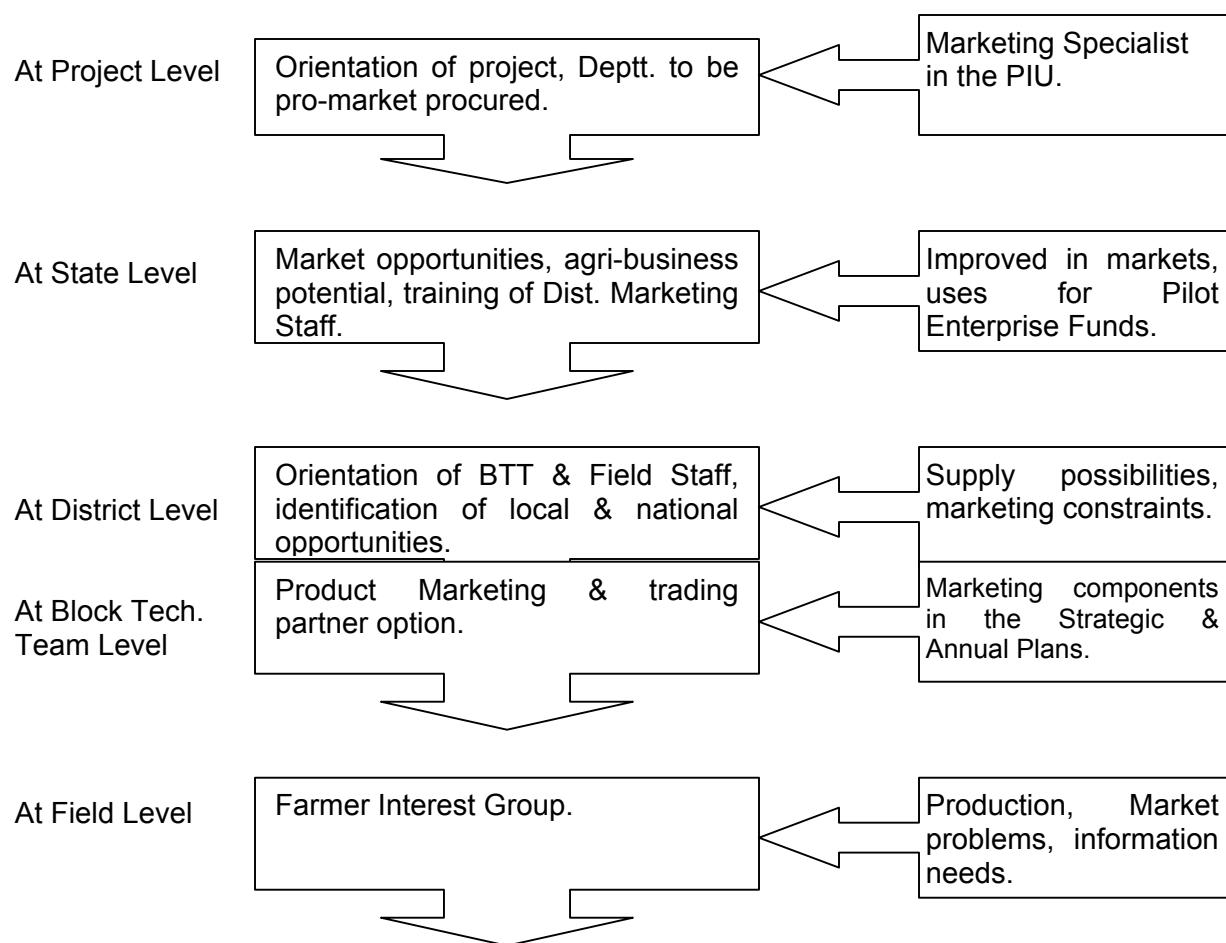 At Project Level
Orientation of project, Deptt. to be
pro-market procured.
Marketing Specialist
in the PIU.
At State Level
Market opportunities, agri-business
potential, training of Dist. Marketing
Staff.
Improved in markets,
uses for Pilot
Enterprise Funds.
At District Level
Orientation of BTT & Field Staff,
identification of local & national
opportunities.
Supply possibilities,
marketing constraints.
At Block Tech.
Team Level
Product Marketing & trading
partner option.
Marketing components
in the Strategic &
Annual Plans.
At Field Level
Farmer Interest Group.
Production, Market
problems, information
needs.